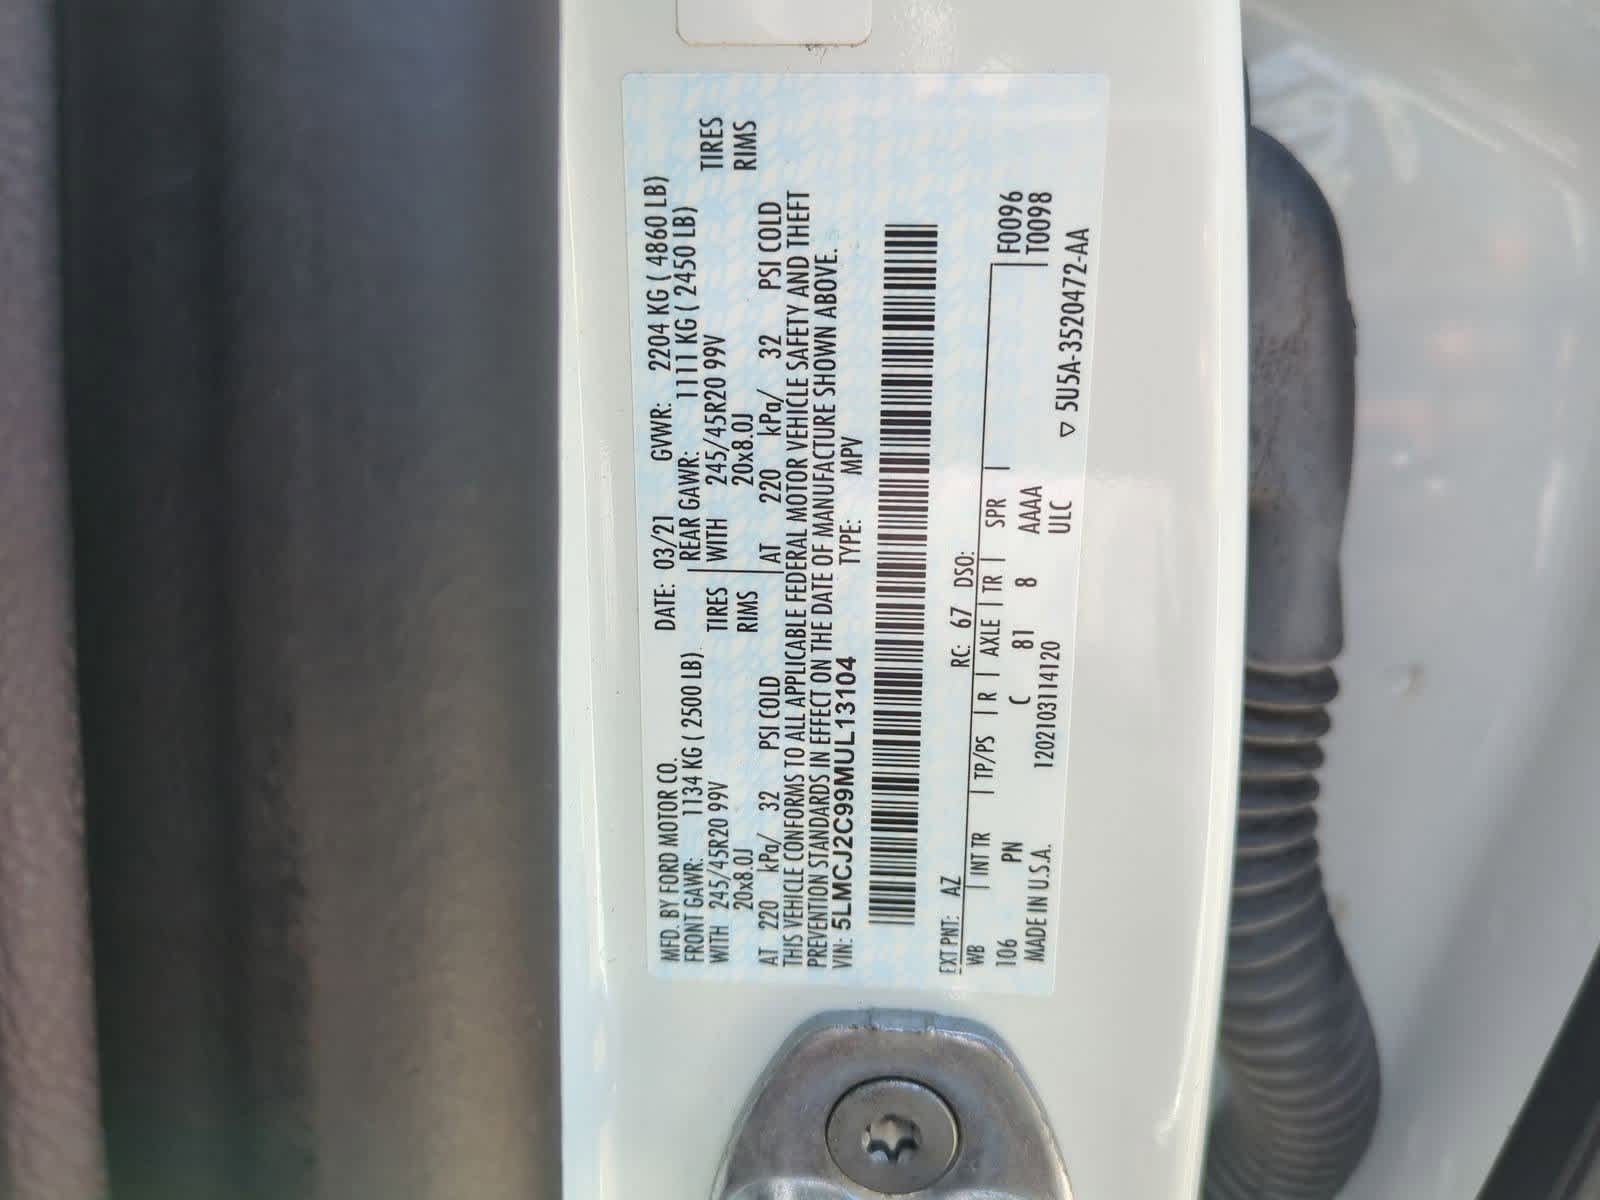 MFD. BY FORD MOTOR CO. DATE: 03/21 GVWR: 2204 KG ( 4860 LB)
FRONT GAWR: 1134 KG ( 2500 LB) REAR GAWR: 1111 KG ( 2450 LB)
WITH 245/45R20 99V TIRES WITH 245/45R20 99V TIRES
20x8.0J RIMS 20x8.0J RIMS
AT 220 kPa/ 32 PSI COLD AT 220 kPa/ 32 PSI COLD
THIS VEHICLE CONFORMS TO ALL APPLICABLE FEDERAL MOTOR VEHICLE SAFETY AND THEFT
PREVENTION STANDARDS IN EFFECT ON THE DATE OF MANUFACTURE SHOWN ABOVE.
VIN: 5LMCJ2C99MUL13104 TYPE: MPV
EXT PNT: AZ RC: 67 DSO:
WB INT TR TP/PS R AXLE TR SPR F0096
106 PN C 81 8 AAAA T0098
MADE IN U.S.A. 1202103114120 ULC ▽ 5U5A-3520472-AA